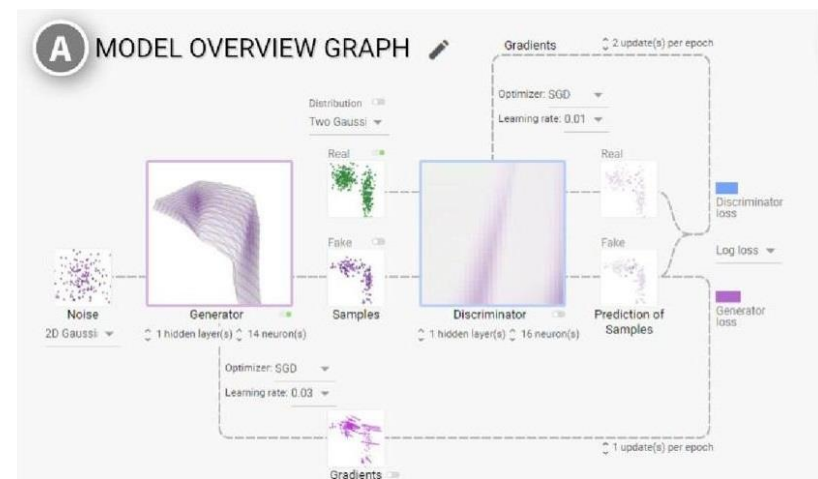 A MODEL OVERVIEW GRAPH
Gradients
2 update(s) per epoch
Distribution
Two Gaussi
Optimizer: SGD
Learning rate: 0.01
Real
Real
Discriminator
loss
Fake
Fake
Log loss
Noise
Generator
Samples
Discriminator
Prediction of
Samples
Generator
loss
2D Gaussi
1 hidden layer(s) 14 neuron(s)
1 hidden layer(s) 16 neuron(s)
Optimizer: SGD
Learning rate: 0.03
1 update(s) per epoch
Gradients